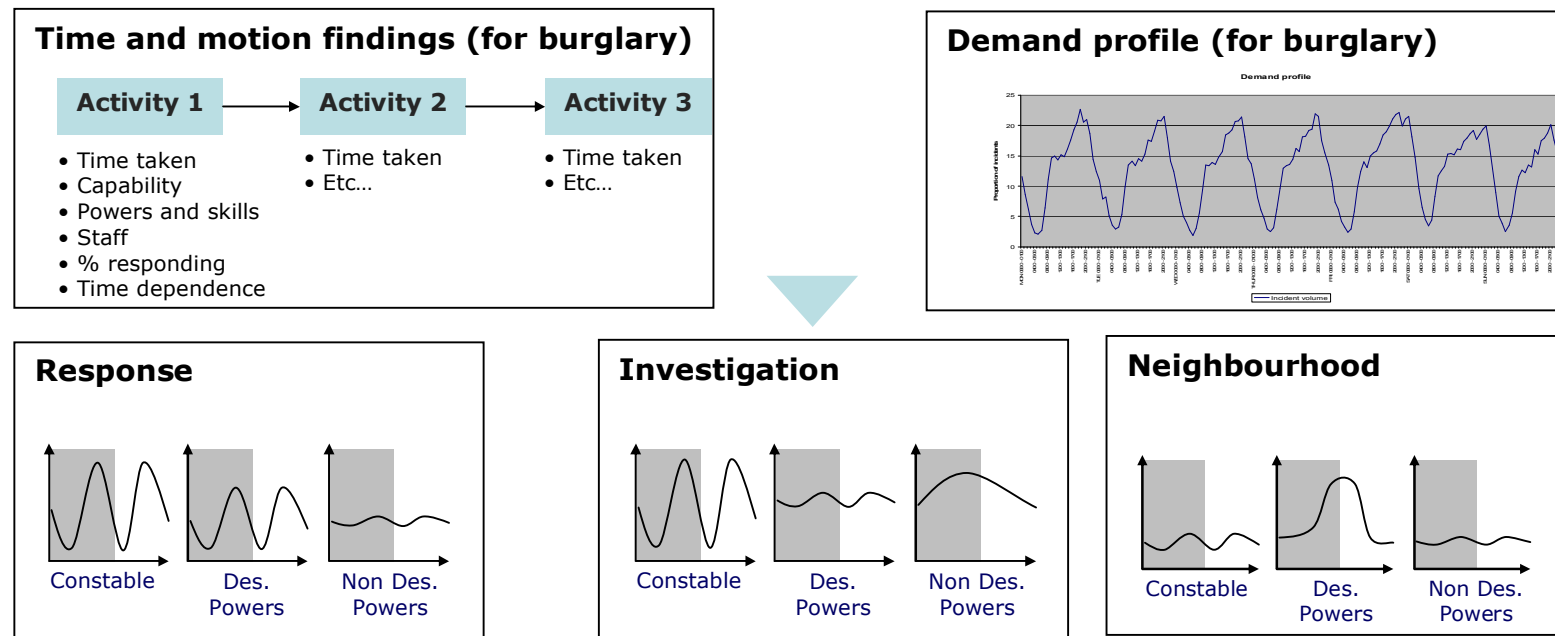 Time and motion findings (for burglary)
Activity 1
Activity 2
Activity 3
• Time taken
• Capability
• Powers and skills
• Staff
• % responding
• Time dependence
• Time taken
• Etc...
• Time taken
• Etc...
Demand profile (for burglary)
Demand profile
25
20
15
10
5
0
Proportion of incidents
Incident volume
Response
Constable
Des.
Powers
Non Des.
Powers
Investigation
Constable
Des.
Powers
Non Des.
Powers
Neighbourhood
Constable
Des.
Powers
Non Des.
Powers